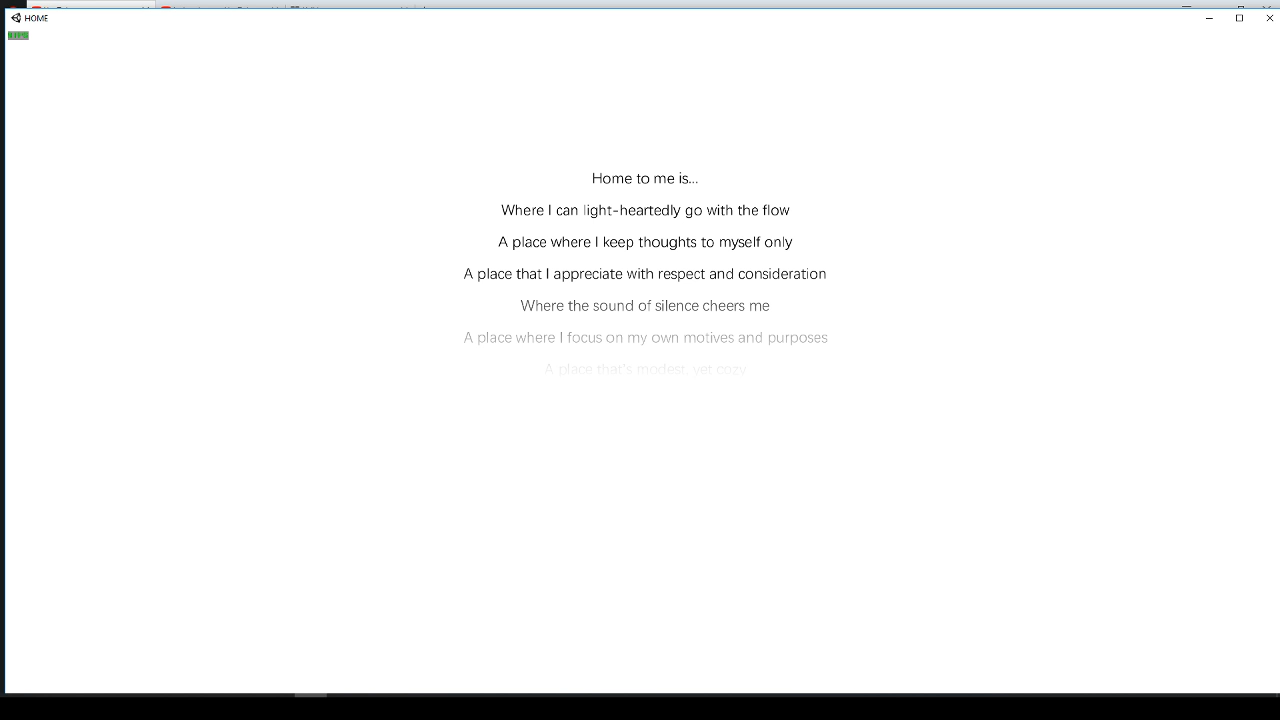 HOME
Home to me is...
Where I can light-heartedly go with the flow
A place where I keep thoughts to myself only
A place that I appreciate with respect and consideration
Where the sound of silence cheers me
A place where I focus on my own motives and purposes
A place that's modest, yet cozy